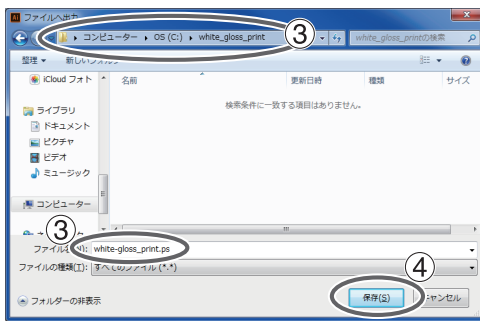 Ai ファイルへ出力
コンピューター ▸ OS (C:) ▸ white_gloss_print
③
white_gloss_printの検索
整理 新しいフォルダー
iCloud フォト
名前 更新日時 種類 サイズ
検索条件に一致する項目はありません。
ライブラリ
ドキュメント
ピクチャ
ビデオ
ミュージック
コンピューター
③
ファイル名(N): white-gloss_print.ps
ファイルの種類(T): すべてのファイル (*.*)
④
フォルダーの非表示 保存(S) キャンセル